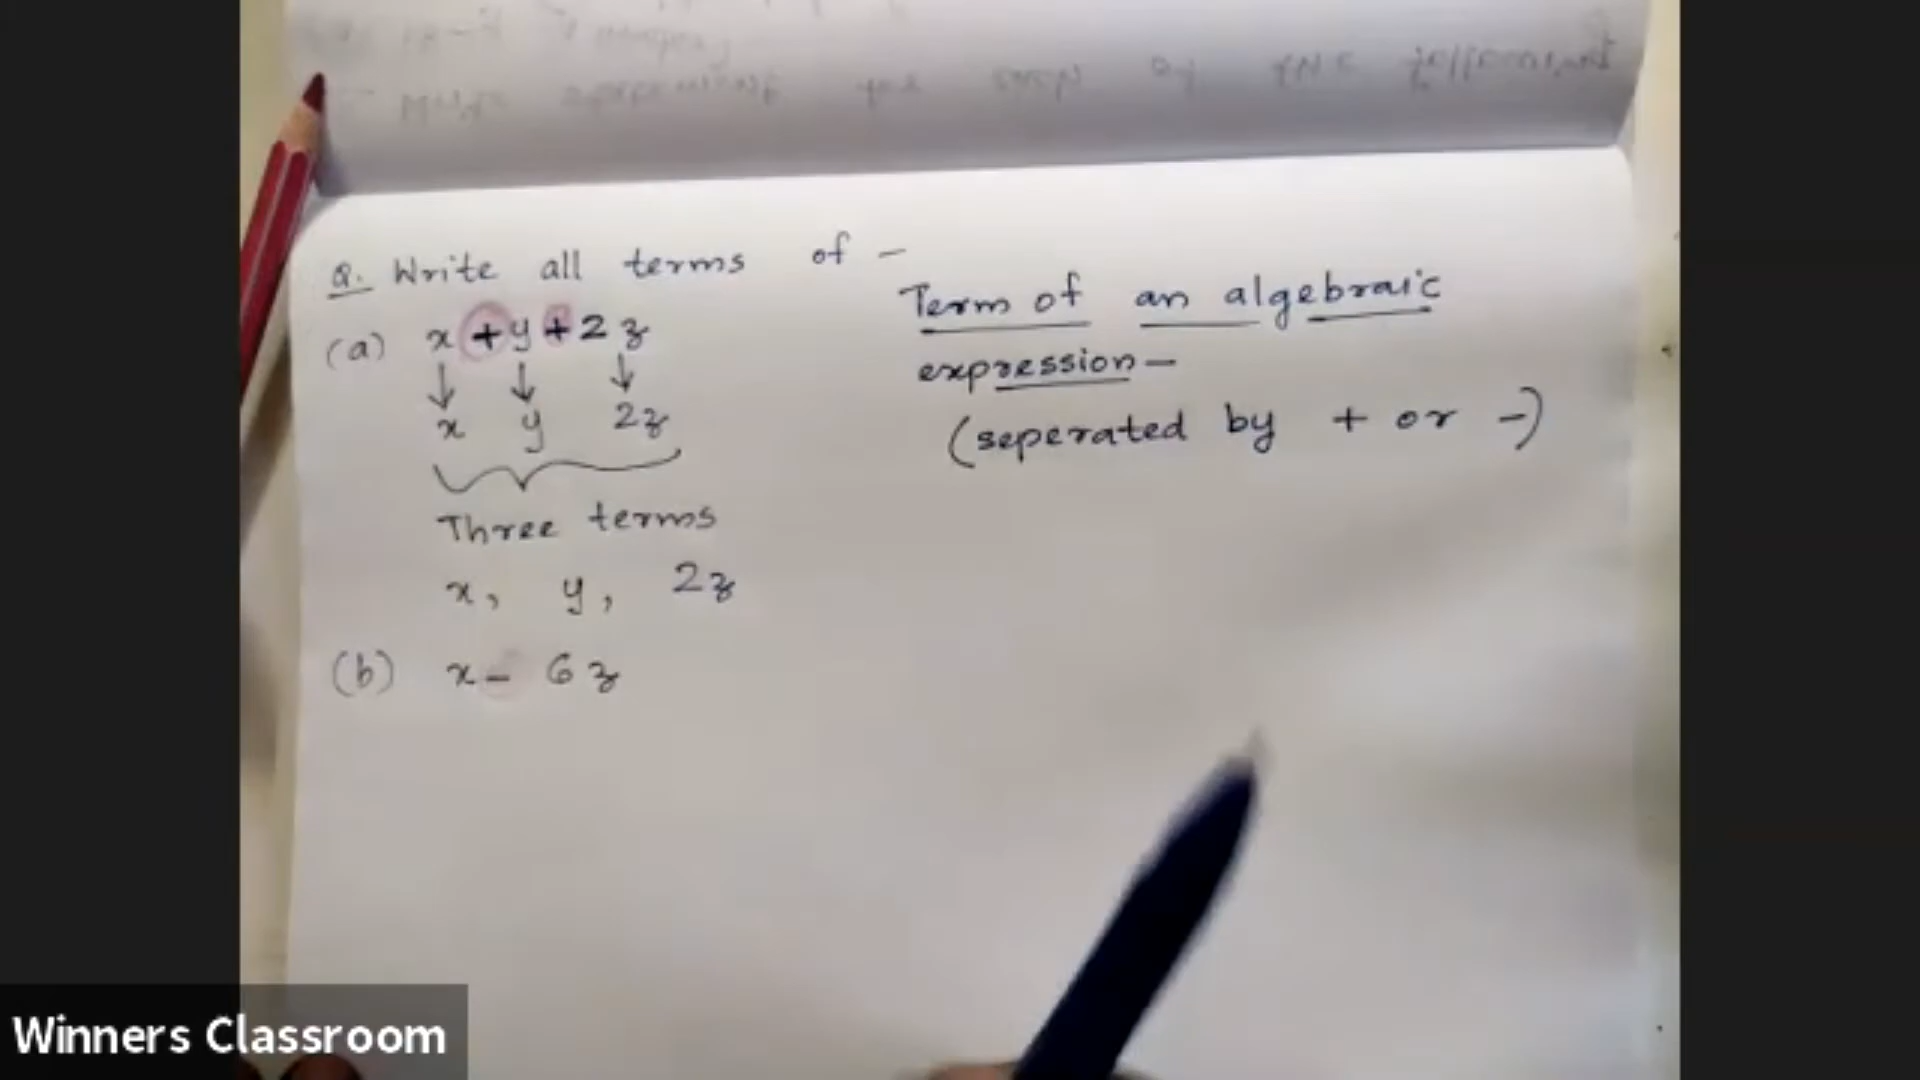 Q. Write all terms of -
(a) x + y + 2z
x y 2z
Three terms
x, y, 2z
(b) x - 6z
Term of an algebraic
expression -
(seperated by + or -)
Winners Classroom